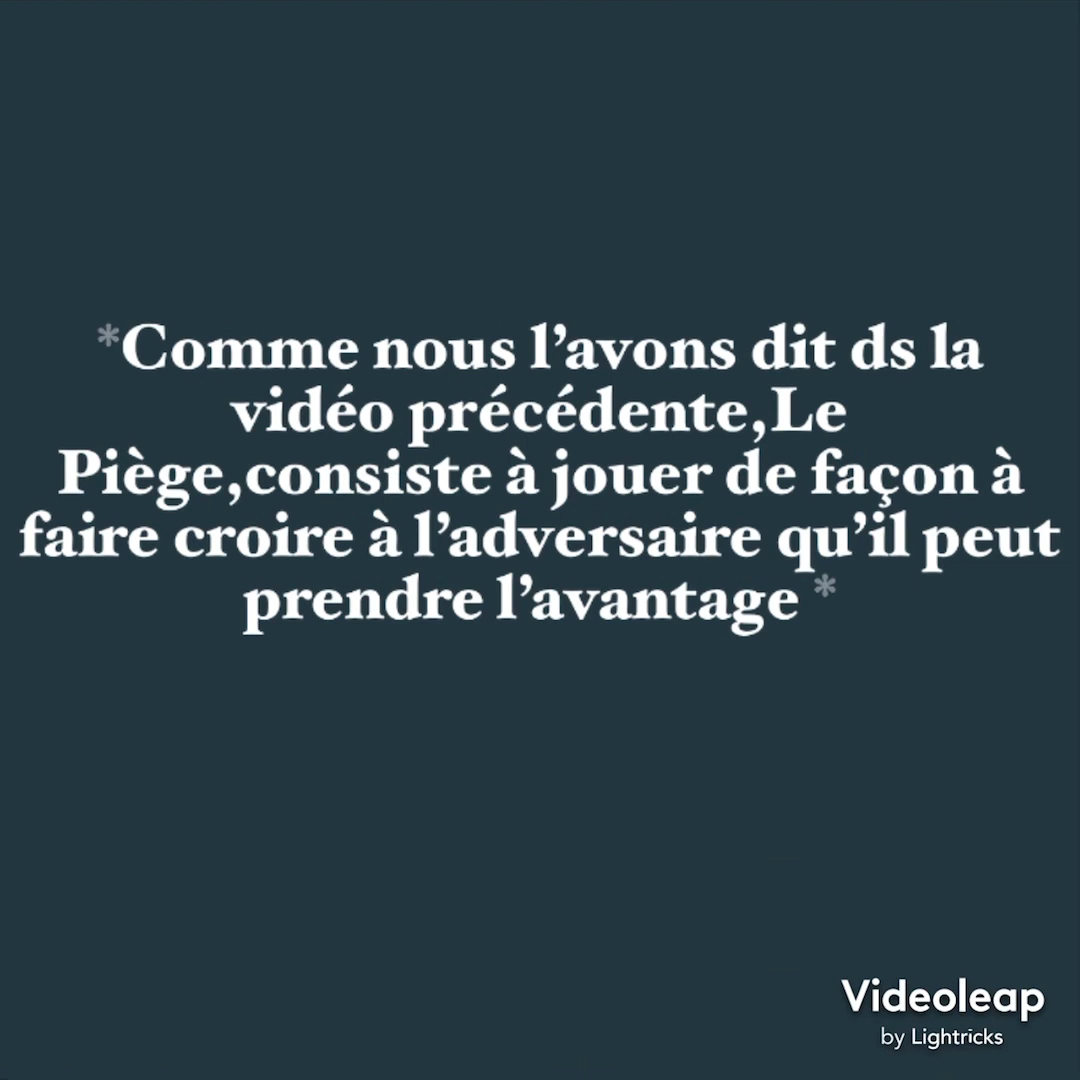 *Comme nous l’avons dit ds la
vidéo précédente,Le
Piège,consiste à jouer de façon à
faire croire à l’adversaire qu’il peut
prendre l’avantage *
Videoleap
by Lightricks